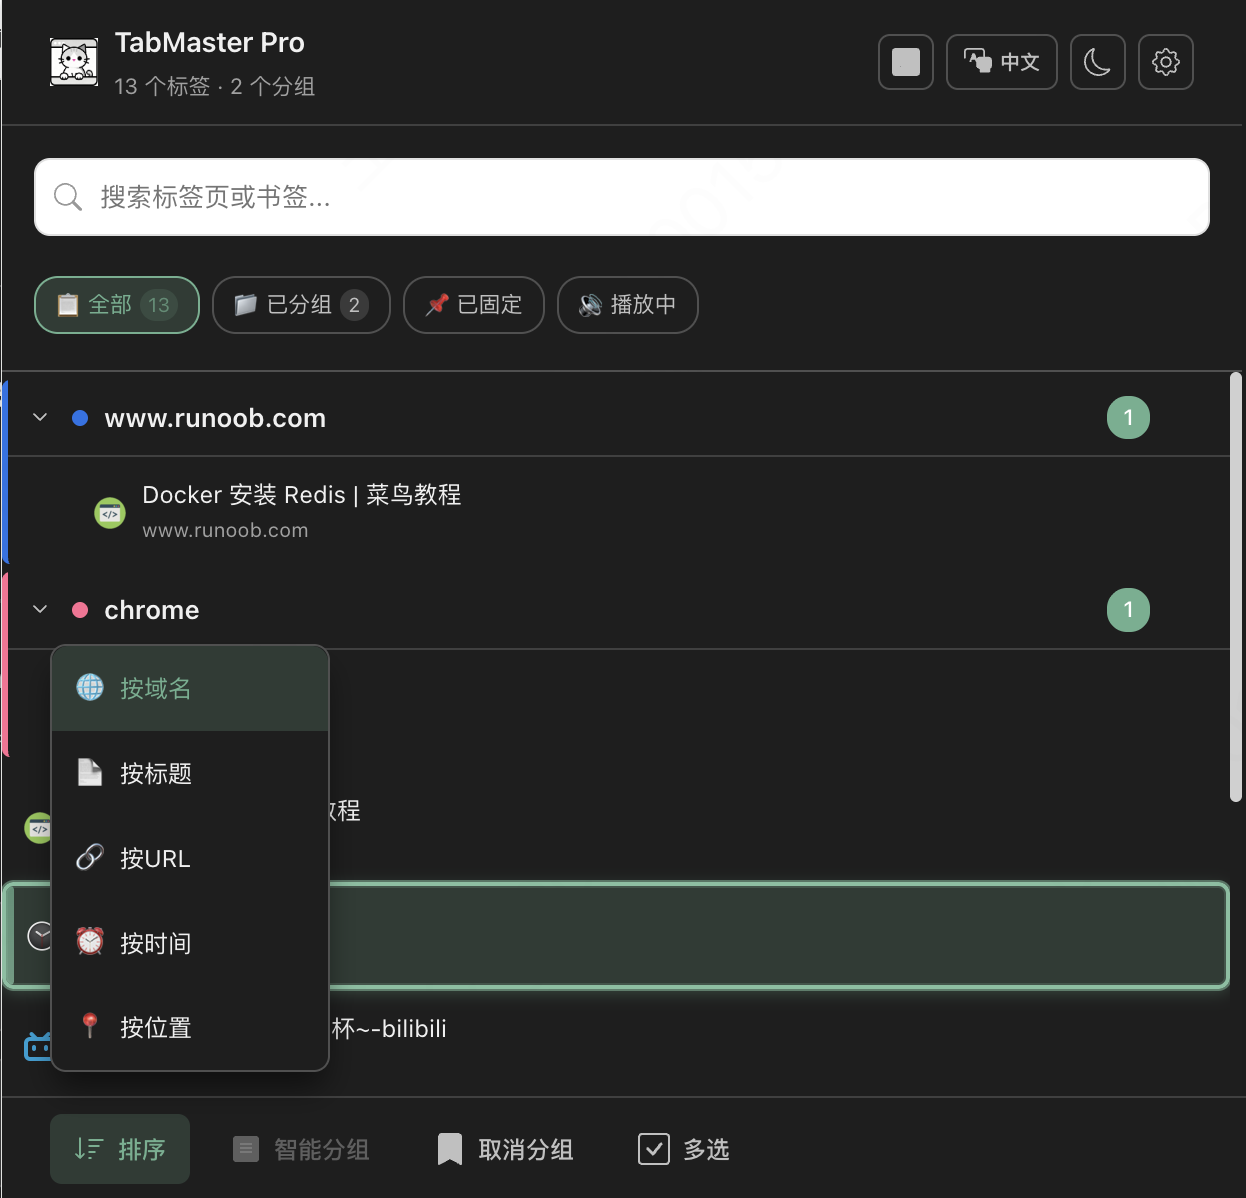 TabMaster Pro
13 个标签 · 2 个分组
中文
搜索标签页或书签...
全部 13
已分组 2
已固定
播放中
www.runoob.com
1
Docker 安装 Redis | 菜鸟教程
www.runoob.com
chrome
1
按域名
按标题
程
按URL
按时间
按位置
杯~-bilibili
排序
智能分组
取消分组
多选